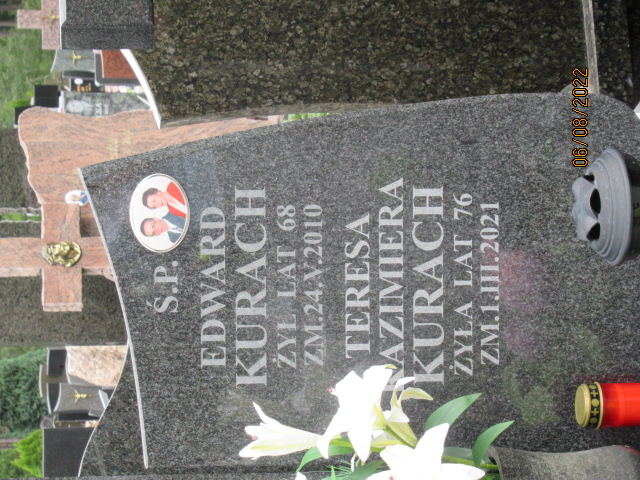 Ś.P.
EDWARD
KURACH
ŻYŁ LAT 68
ZM.24.V.2010
TERESA
KAZIMIERA
KURACH
ŻYŁA LAT 76
ZM.1.III.2021
06/08/2022